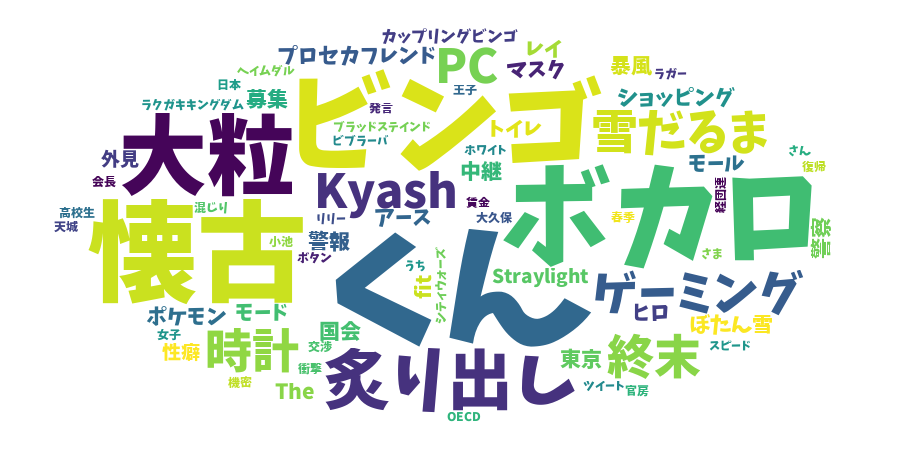 カップリングビンゴ
プロセカフレンド
PC
レイ
マスク
暴風
ラガー
ヘイムダル
日本
王子
ショッピング
ラクガキキングダム
募集
発言
ビンゴ
大粒
ブラッドステインド
トイレ
雪だるま
ビブラーバ
ホワイト
さん
外見
中継
モール
復帰
会長
Kyash
ボカロ
経団連
懐古
混じり
リリー
アース
賃金
大久保
春季
高校生
天城
小池
警報
くん
さま
警察
ボタン
うち
シティウォーズ
fit
Straylight
ゲーミング
ヒロ
ポケモン
モード
ぼたん雪
女子
国会
性癖
時計
交渉
炙り出し
東京
終末
スピード
衝撃
機密
The
ツイート
官房
OECD